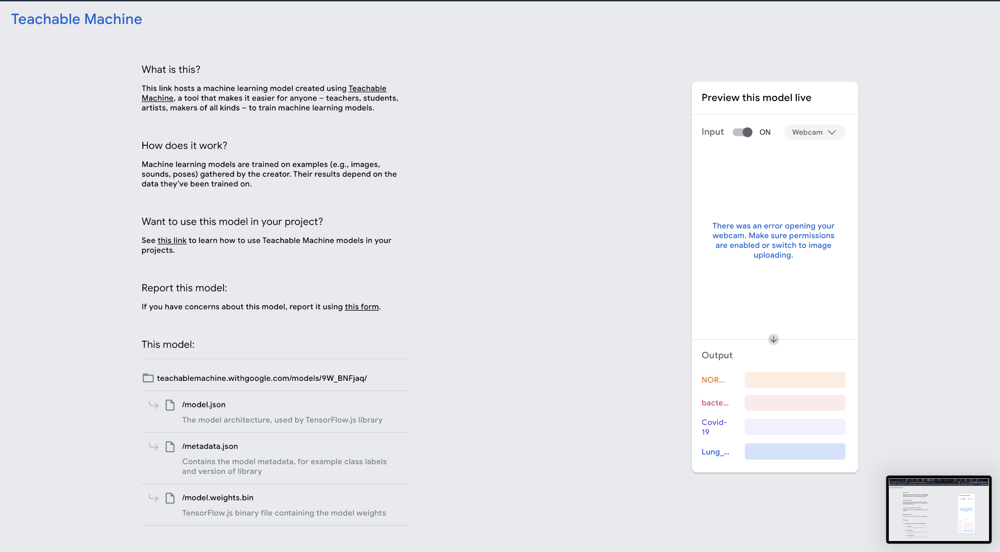 Teachable Machine
What is this?
This link hosts a machine learning model created using Teachable
Machine, a tool that makes it easier for anyone – teachers, students,
artists, makers of all kinds – to train machine learning models.
How does it work?
Machine learning models are trained on examples (e.g., images,
sounds, poses) gathered by the creator. Their results depend on the
data they’ve been trained on.
Want to use this model in your project?
See this link to learn how to use Teachable Machine models in your
projects.
Report this model:
If you have concerns about this model, report it using this form.
This model:
teachablemachine.withgoogle.com/models/9W_BNFjaq/
/model.json
The model architecture, used by TensorFlow.js library
/metadata.json
Contains the model metadata, for example class labels
and version of library
/model.weights.bin
TensorFlow.js binary file containing the model weights
Preview this model live
Input ON Webcam
There was an error opening your
webcam. Make sure permissions
are enabled or switch to image
uploading.
Output
NOR...
bacte...
Covid-
19
Lung_...